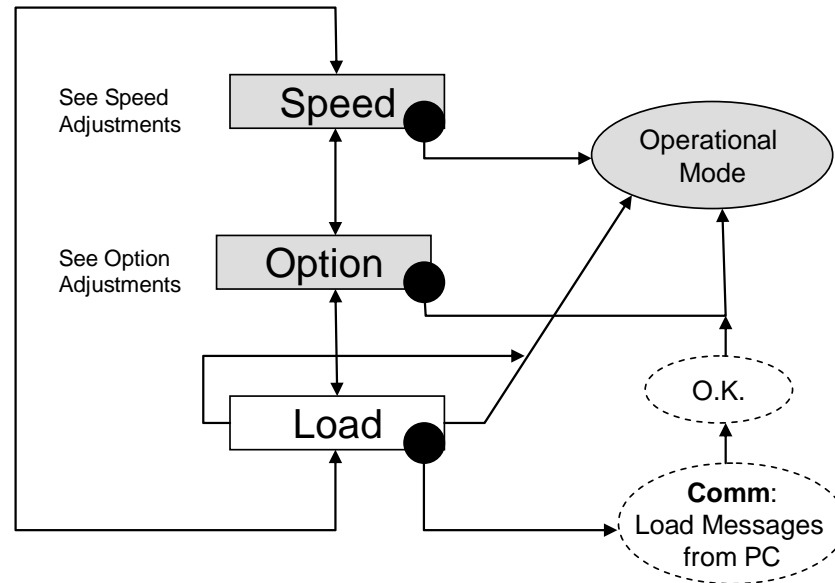 See Speed
Adjustments
Speed
Operational
Mode
See Option
Adjustments
Option
O.K.
Load
Comm:
Load Messages
from PC